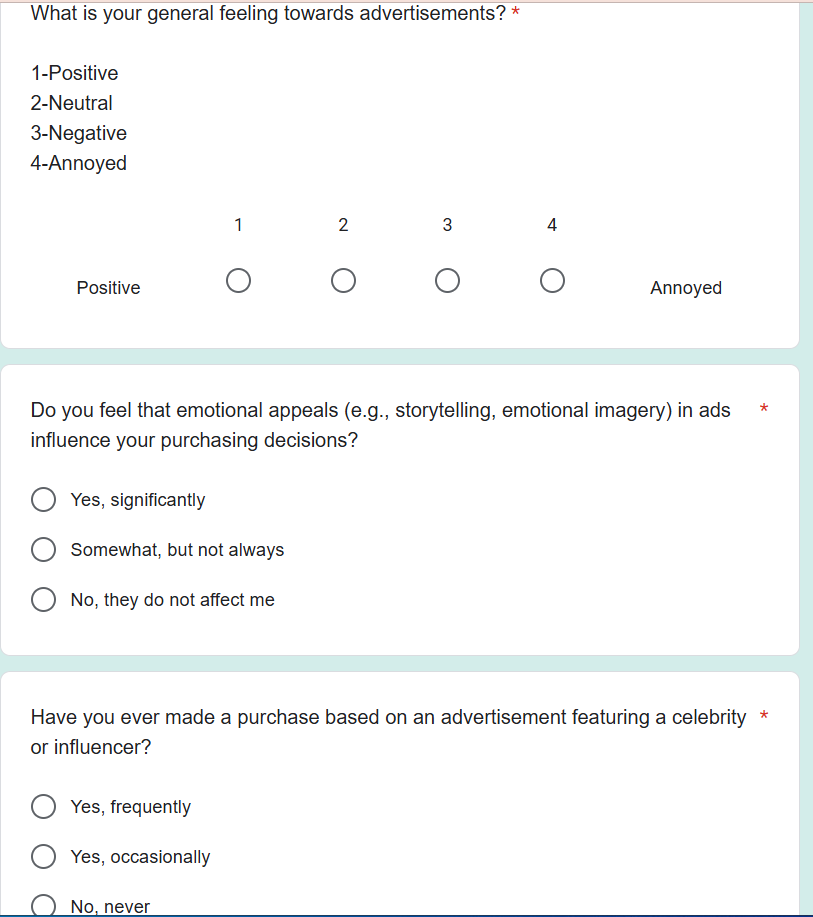 What is your general feeling towards advertisements? *
1-Positive
2-Neutral
3-Negative
4-Annoyed
1 2 3 4
Positive Annoyed
Do you feel that emotional appeals (e.g., storytelling, emotional imagery) in ads *
influence your purchasing decisions?
Yes, significantly
Somewhat, but not always
No, they do not affect me
Have you ever made a purchase based on an advertisement featuring a celebrity *
or influencer?
Yes, frequently
Yes, occasionally
No, never